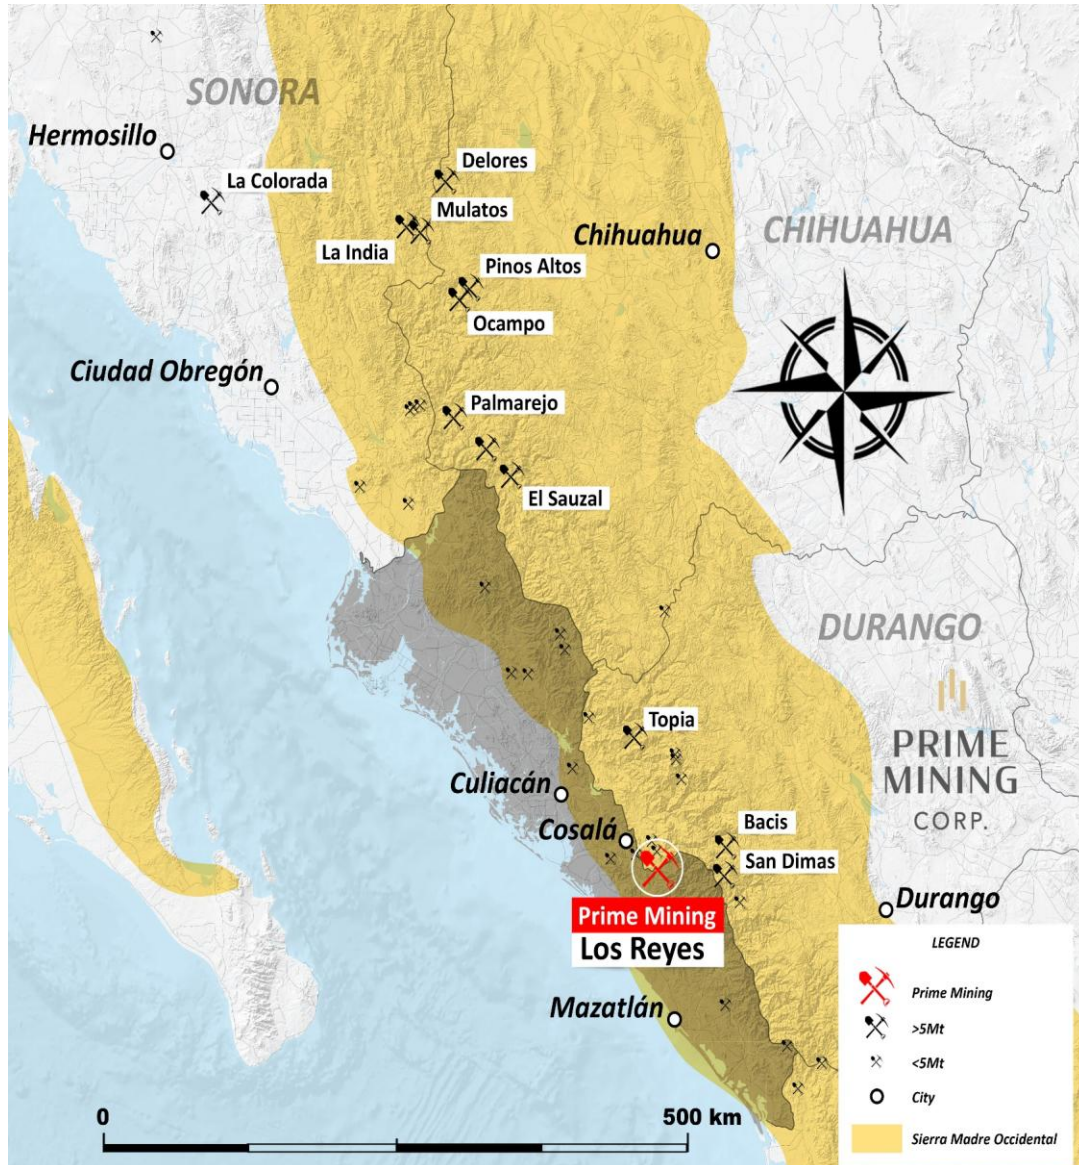 SONORA
Hermosillo
La Colorada
Delores
Mulatos
La India
Chihuahua
CHIHUAHUA
Pinos Altos
Ocampo
Ciudad Obregón
Palmarejo
El Sauzal
DURANGO
Topia
PRIME
MINING
CORP.
Culiacán
Cosalá
Bacis
San Dimas
Durango
Prime Mining
Los Reyes
Mazatlán
LEGEND
Prime Mining
>5Mt
<5Mt
City
Sierra Madre Occidental
0 500 km